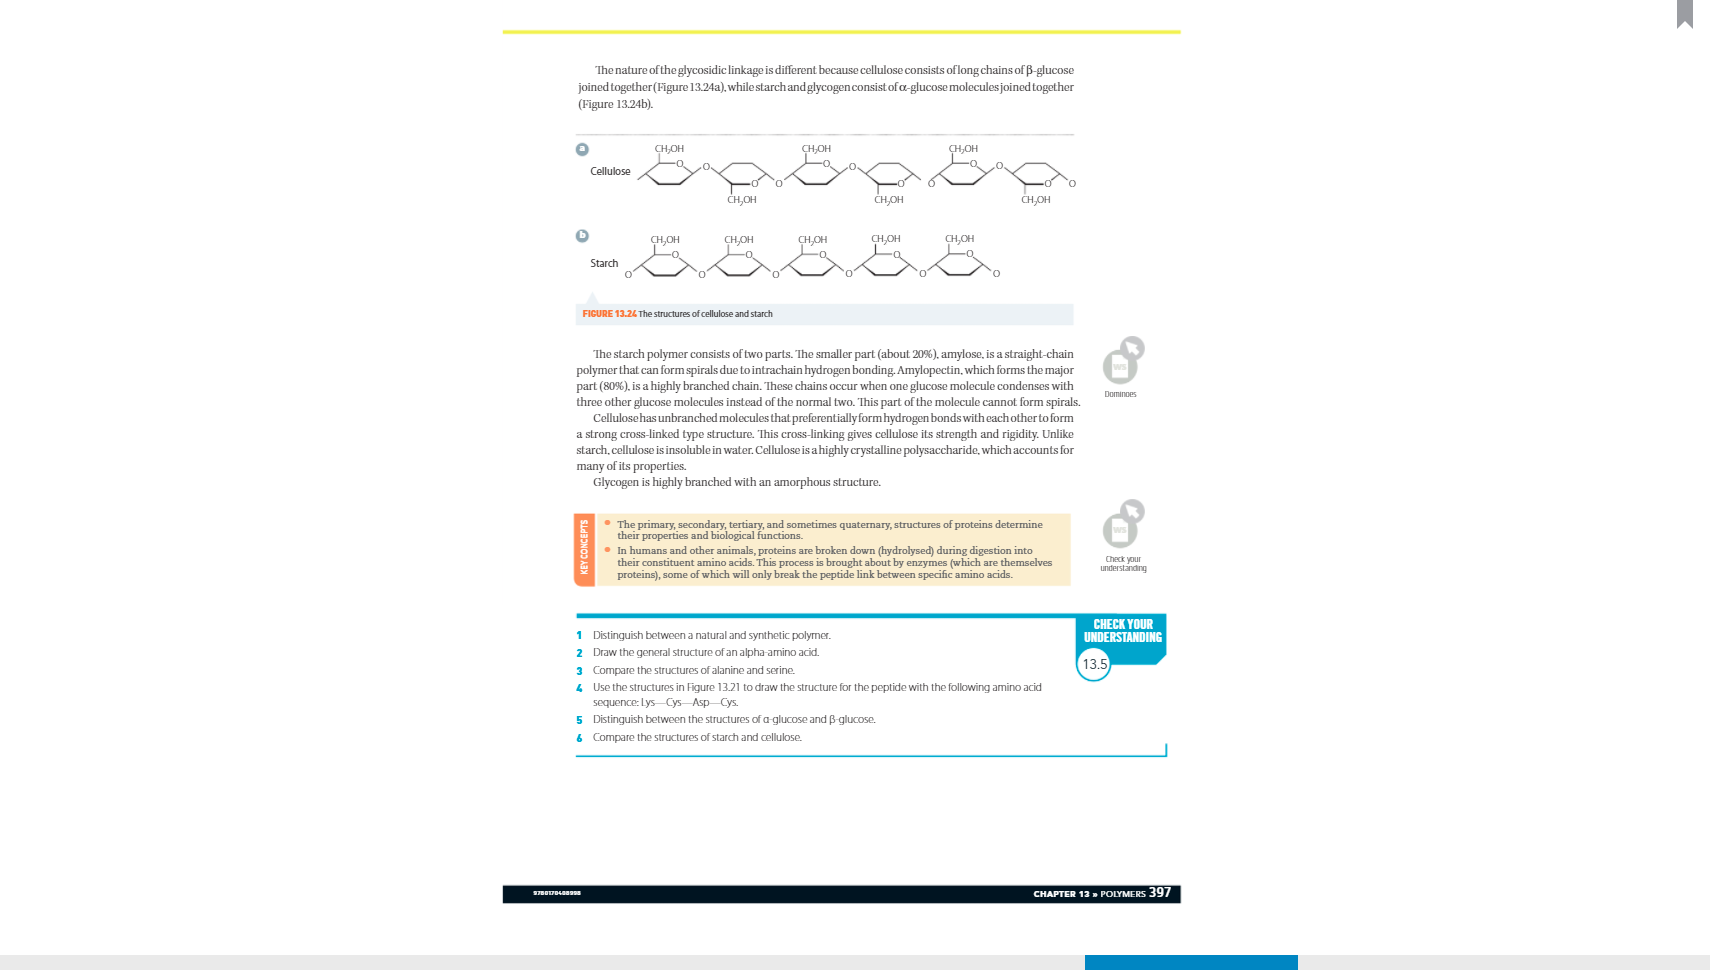 The nature of the glycosidic linkage is different because cellulose consists of long chains of β-glucose
joined together (Figure 13.24a), while starch and glycogen consist of α-glucose molecules joined together
(Figure 13.24b).
a
CH₂OH CH₂OH CH₂OH
Cellulose O O O O O O O O O O O O
CH₂OH CH₂OH CH₂OH
b
CH₂OH CH₂OH CH₂OH CH₂OH CH₂OH
Starch O O O O O
O O O O O O
FIGURE 13.24 The structures of cellulose and starch
The starch polymer consists of two parts. The smaller part (about 20%), amylose, is a straight-chain
polymer that can form spirals due to intrachain hydrogen bonding. Amylopectin, which forms the major
part (80%), is a highly branched chain. These chains occur when one glucose molecule condenses with
three other glucose molecules instead of the normal two. This part of the molecule cannot form spirals.
Cellulose has unbranched molecules that preferentially form hydrogen bonds with each other to form
a strong cross-linked type structure. This cross-linking gives cellulose its strength and rigidity. Unlike
starch, cellulose is insoluble in water. Cellulose is a highly crystalline polysaccharide, which accounts for
many of its properties.
Glycogen is highly branched with an amorphous structure.
WS
Dominoes
KEY CONCEPTS
• The primary, secondary, tertiary, and sometimes quaternary, structures of proteins determine
their properties and biological functions.
• In humans and other animals, proteins are broken down (hydrolysed) during digestion into
their constituent amino acids. This process is brought about by enzymes (which are themselves
proteins), some of which will only break the peptide link between specific amino acids.
WS
Check your
understanding
CHECK YOUR
UNDERSTANDING
13.5
1 Distinguish between a natural and synthetic polymer.
2 Draw the general structure of an alpha-amino acid.
3 Compare the structures of alanine and serine.
4 Use the structures in Figure 13.21 to draw the structure for the peptide with the following amino acid
sequence: Lys—Cys—Asp—Cys.
5 Distinguish between the structures of α-glucose and β-glucose.
6 Compare the structures of starch and cellulose.
9780170408998
CHAPTER 13 » POLYMERS 397